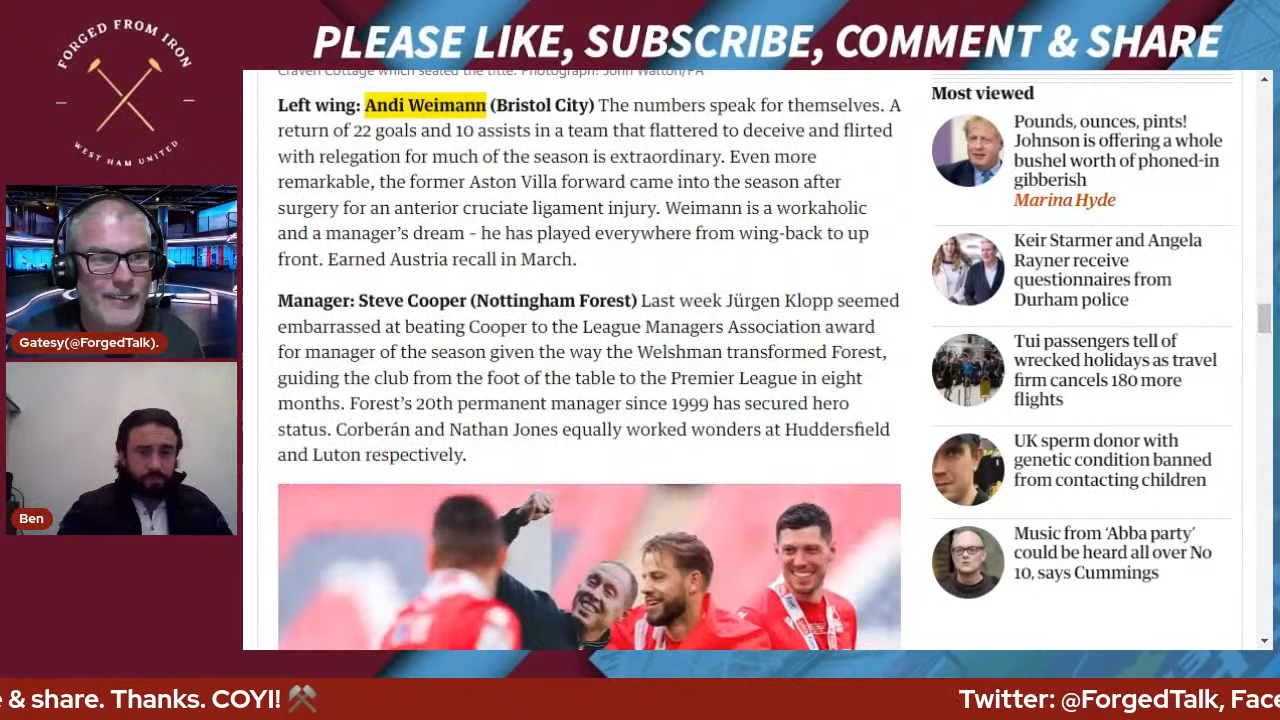 FORGED FROM IRON
WEST HAM UNITED
PLEASE LIKE, SUBSCRIBE, COMMENT & SHARE
Craven Cottage which sealed the title. Photograph: John Walton/PA
Left wing: Andi Weimann (Bristol City) The numbers speak for themselves. A
return of 22 goals and 10 assists in a team that flattered to deceive and flirted
with relegation for much of the season is extraordinary. Even more
remarkable, the former Aston Villa forward came into the season after
surgery for an anterior cruciate ligament injury. Weimann is a workaholic
and a manager’s dream – he has played everywhere from wing-back to up
front. Earned Austria recall in March.
Manager: Steve Cooper (Nottingham Forest) Last week Jürgen Klopp seemed
embarrassed at beating Cooper to the League Managers Association award
for manager of the season given the way the Welshman transformed Forest,
guiding the club from the foot of the table to the Premier League in eight
months. Forest’s 20th permanent manager since 1999 has secured hero
status. Corberán and Nathan Jones equally worked wonders at Huddersfield
and Luton respectively.
Most viewed
Pounds, ounces, pints!
Johnson is offering a whole
bushel worth of phoned-in
gibberish
Marina Hyde
Keir Starmer and Angela
Rayner receive
questionnaires from
Durham police
Tui passengers tell of
wrecked holidays as travel
firm cancels 180 more
flights
UK sperm donor with
genetic condition banned
from contacting children
Music from ‘Abba party’
could be heard all over No
10, says Cummings
Gatesy(@ForgedTalk).
Ben
e & share. Thanks. COYI!
Twitter: @ForgedTalk, Face